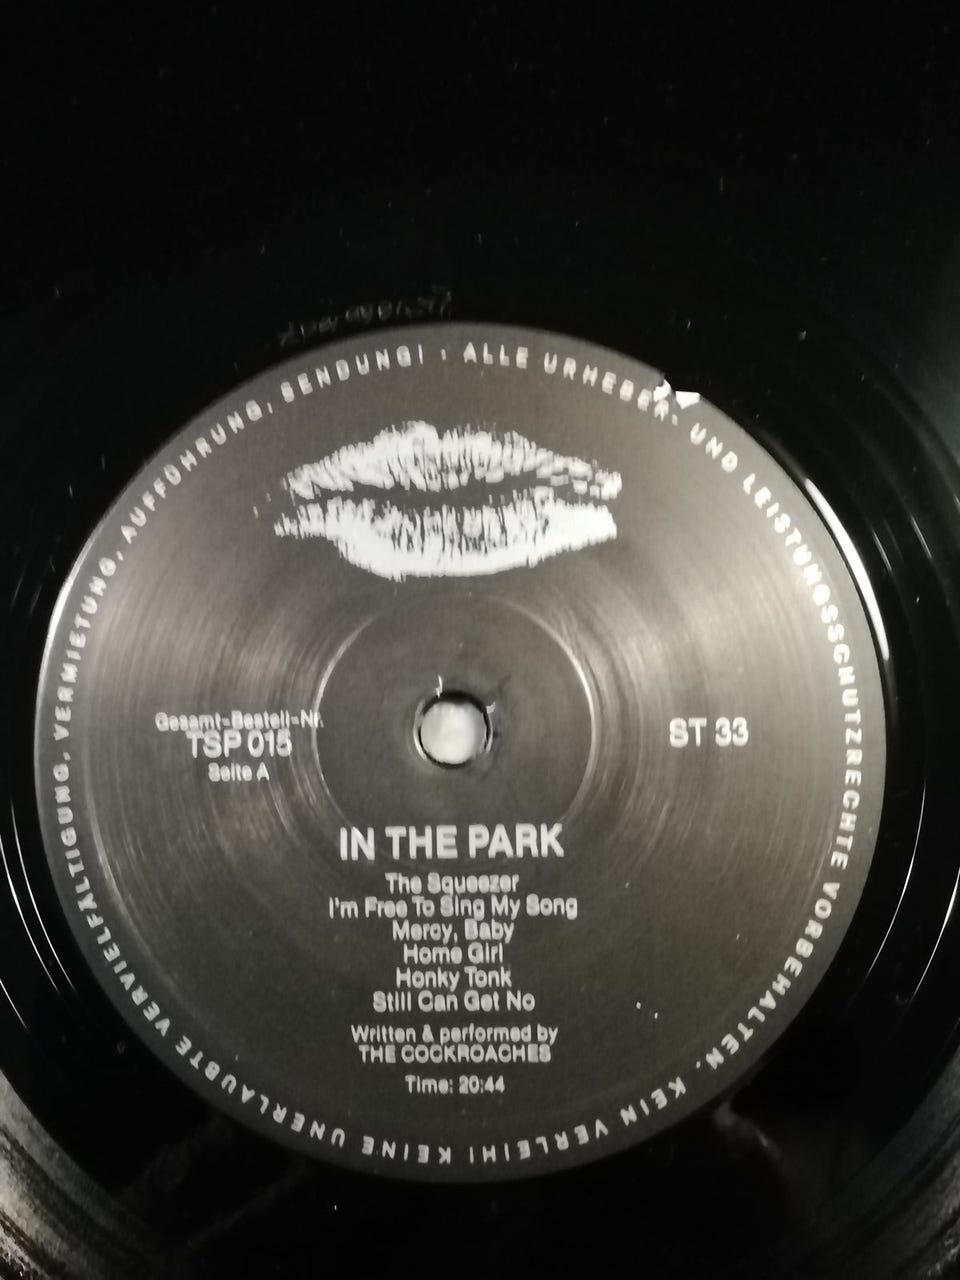 ALLE URHEBER- UND LEISTUNGSSCHUTZRECHTE VORBEHALTEN. KEIN VERLEIH! KEINE UNERLAUBTE VERVIELFÄLTIGUNG, VERMIETUNG, AUFFÜHRUNG, SENDUNG!
Gesamt-Bestell-Nr.
TSP 015
Seite A
ST 33
IN THE PARK
The Squeezer
I'm Free To Sing My Song
Mercy, Baby
Home Girl
Honky Tonk
Still Can Get No
Written & performed by
THE COCKROACHES
Time: 20:44